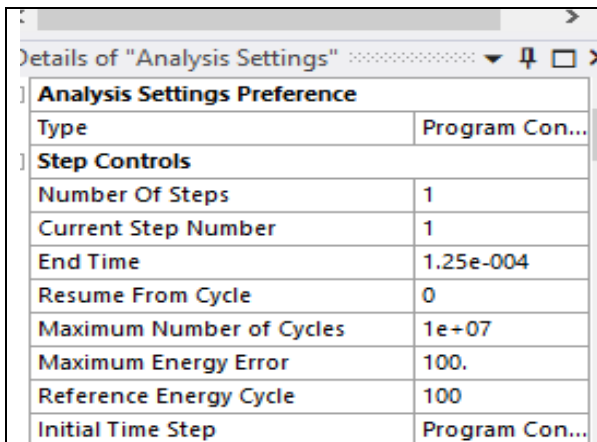 Details of "Analysis Settings"
Analysis Settings Preference
Type Program Con...
Step Controls
Number Of Steps 1
Current Step Number 1
End Time 1.25e-004
Resume From Cycle 0
Maximum Number of Cycles 1e+07
Maximum Energy Error 100.
Reference Energy Cycle 100
Initial Time Step Program Con...